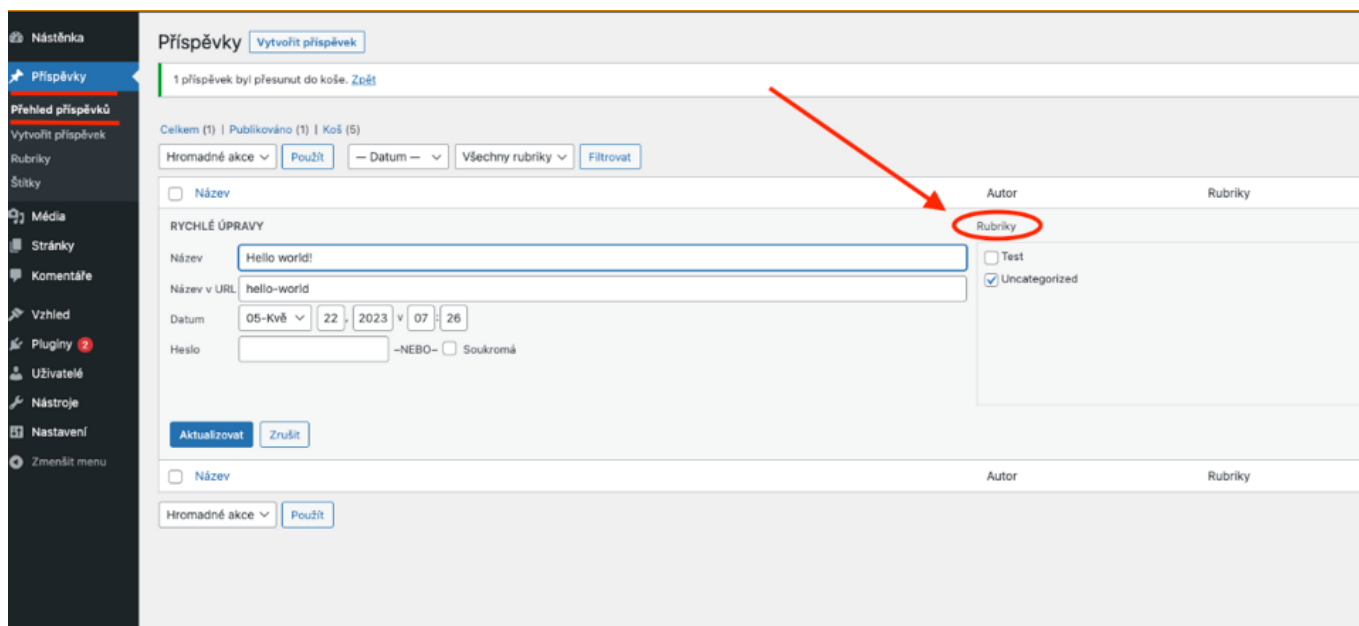 Nástěnka
Příspěvky
Přehled příspěvků
Vytvořit příspěvek
Rubriky
Štítky
Média
Stránky
Komentáře
Vzhled
Pluginy 2
Uživatelé
Nástroje
Nastavení
Zmenšit menu
Příspěvky Vytvořit příspěvek
1 příspěvek byl přesunut do koše. Zpět
Celkem (1) | Publikováno (1) | Koš (5)
Hromadné akce Použít — Datum — Všechny rubriky Filtrovat
Název Autor Rubriky
RYCHLÉ ÚPRAVY Rubriky
Název Hello world! Test
Název v URL hello-world Uncategorized
Datum 05-Kvě 22, 2023 v 07:26
Heslo –NEBO– Soukromá
Aktualizovat Zrušit
Název Autor Rubriky
Hromadné akce Použít